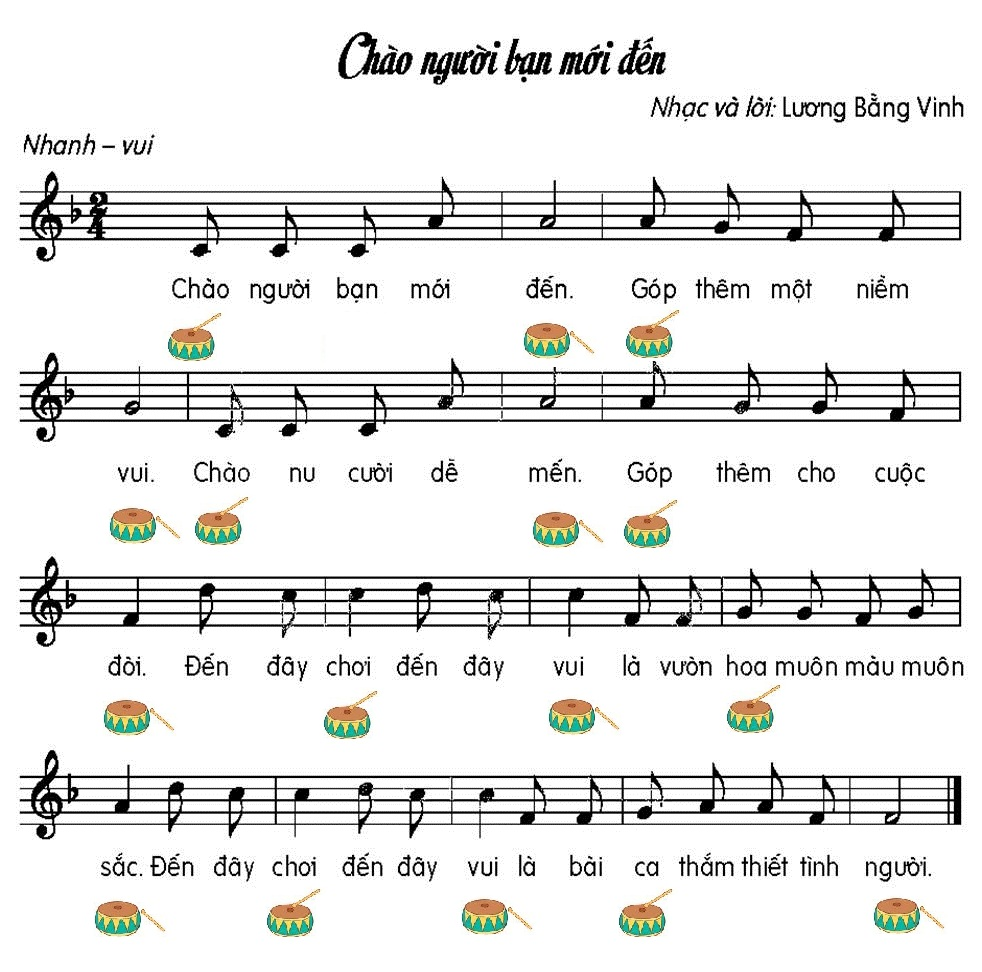 Chào người bạn mới đến
Nhạc và lời: Lương Bằng Vinh
Nhanh – vui
2
4
Chào người bạn mới đến. Góp thêm một niềm
vui. Chào nu cười dễ mến. Góp thêm cho cuộc
đời. Đến đây chơi đến đây vui là vườn hoa muôn màu muôn
sắc. Đến đây chơi đến đây vui là bài ca thắm thiết tình người.